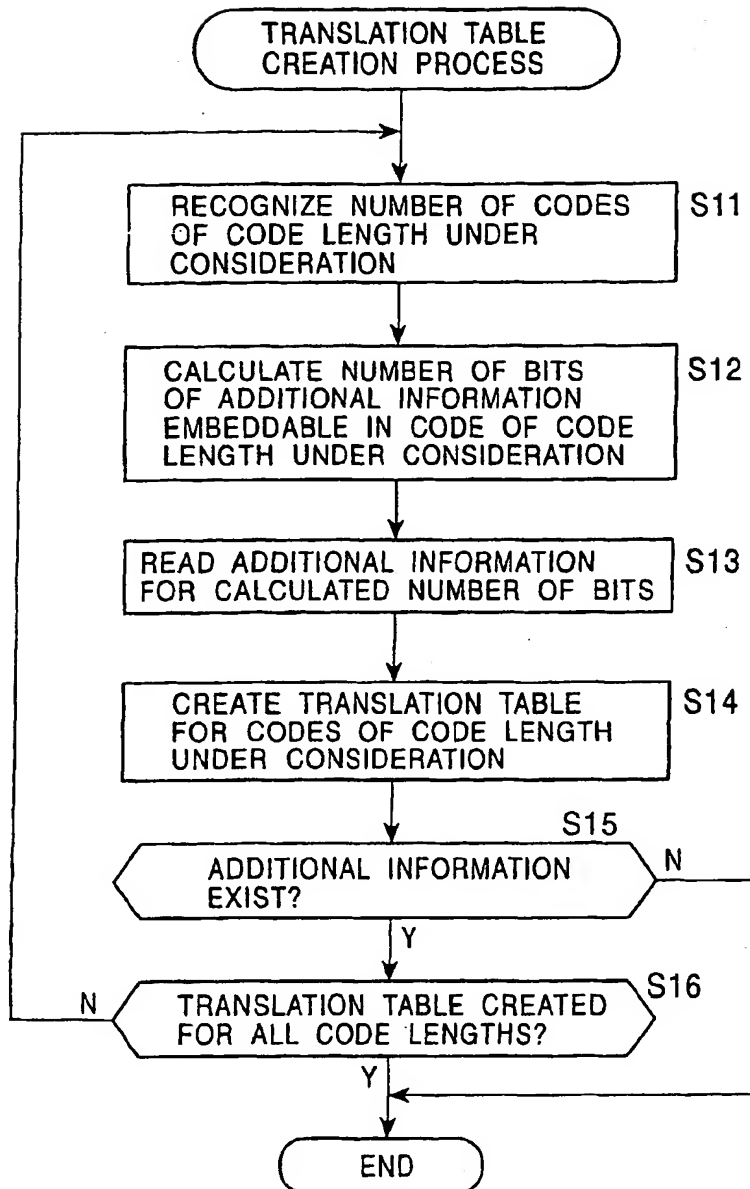 TRANSLATION TABLE
CREATION PROCESS
RECOGNIZE NUMBER OF CODES
OF CODE LENGTH UNDER
CONSIDERATION
S11
CALCULATE NUMBER OF BITS
OF ADDITIONAL INFORMATION
EMBEDDABLE IN CODE OF CODE
LENGTH UNDER CONSIDERATION
S12
READ ADDITIONAL INFORMATION
FOR CALCULATED NUMBER OF BITS
S13
CREATE TRANSLATION TABLE
FOR CODES OF CODE LENGTH
UNDER CONSIDERATION
S14
S15
ADDITIONAL INFORMATION
EXIST?
N
Y
S16
N
TRANSLATION TABLE CREATED
FOR ALL CODE LENGTHS?
Y
END